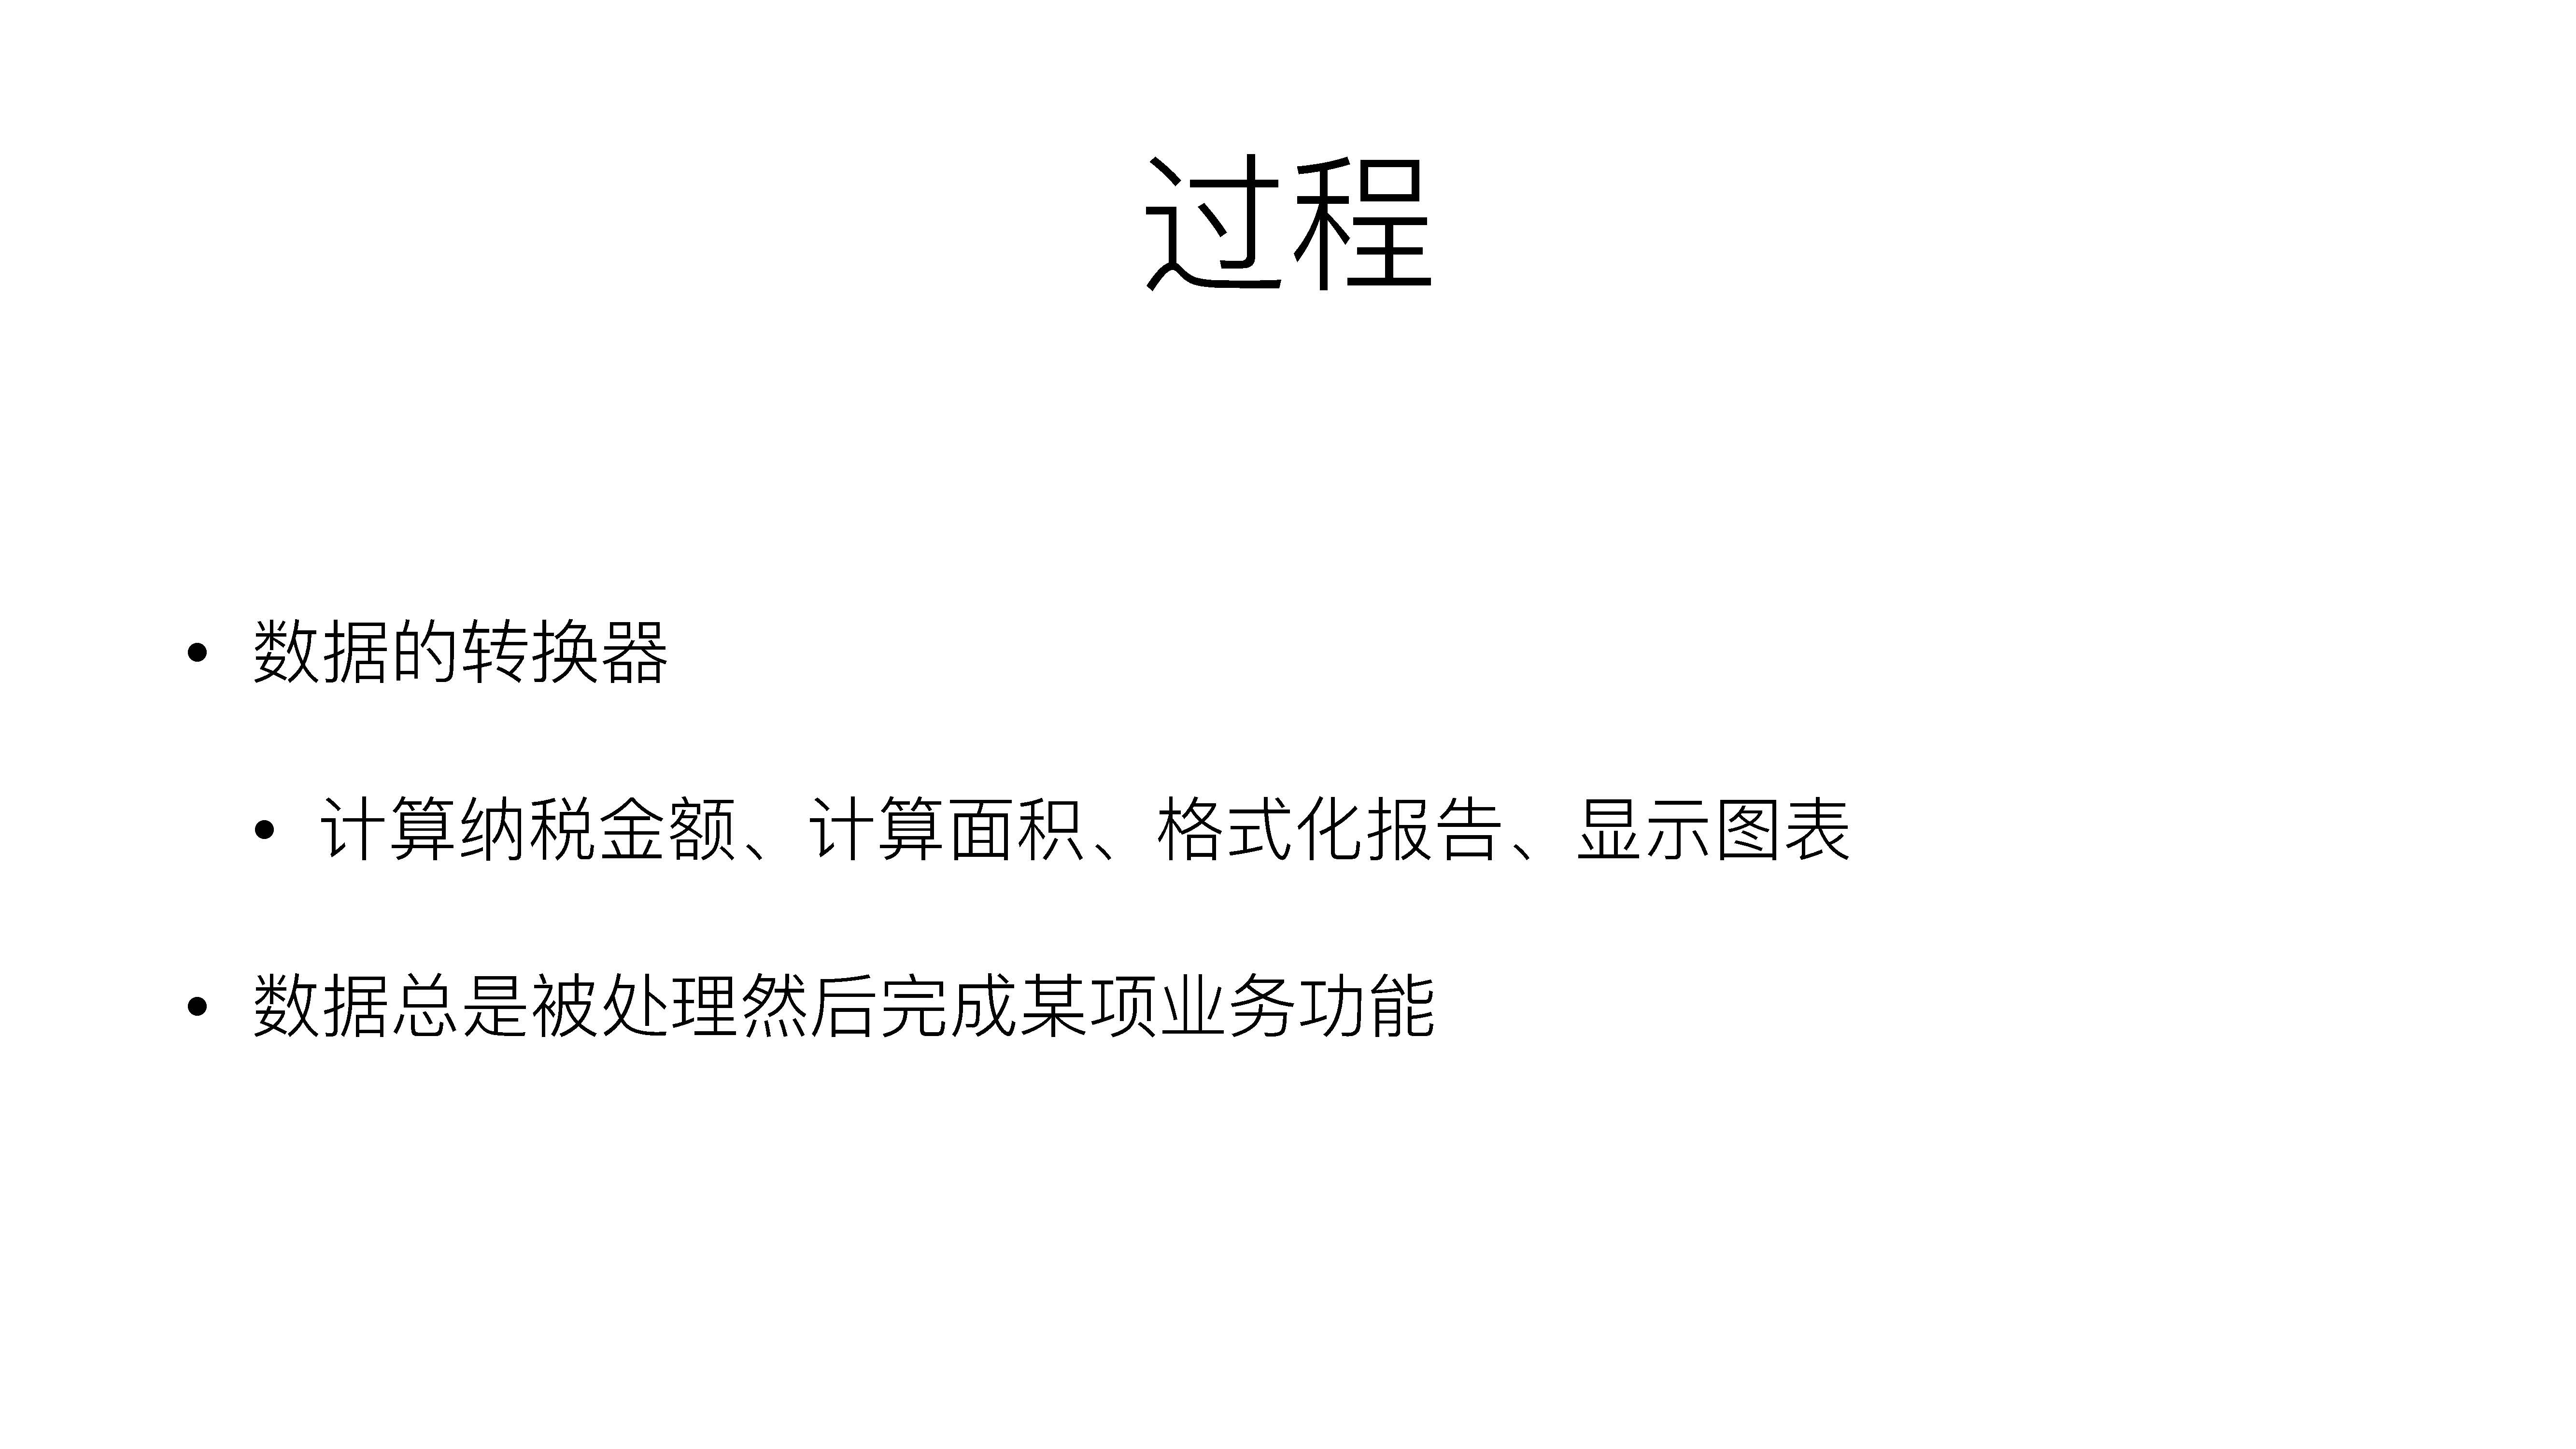 过程
• 数据的转换器
• 计算纳税金额、计算面积、格式化报告、显示图表
• 数据总是被处理然后完成某项业务功能